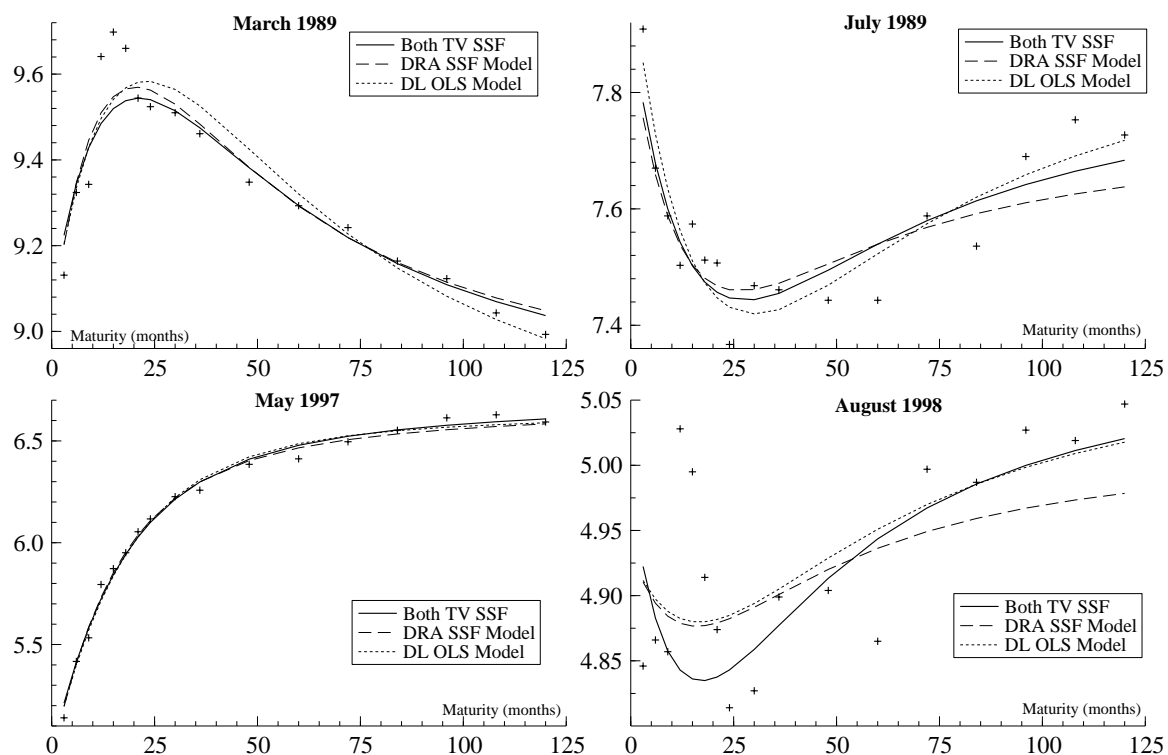 March 1989
Both TV SSF
DRA SSF Model
DL OLS Model
9.6
9.4
9.2
9.0
Maturity (months)
0 25 50 75 100 125
July 1989
Both TV SSF
DRA SSF Model
DL OLS Model
7.8
7.6
7.4
Maturity (months)
0 25 50 75 100 125
May 1997
6.5
6.0
5.5
Both TV SSF
DRA SSF Model
DL OLS Model
Maturity (months)
0 25 50 75 100 125
August 1998
5.05
5.00
4.95
4.90
4.85
Both TV SSF
DRA SSF Model
DL OLS Model
Maturity (months)
0 25 50 75 100 125